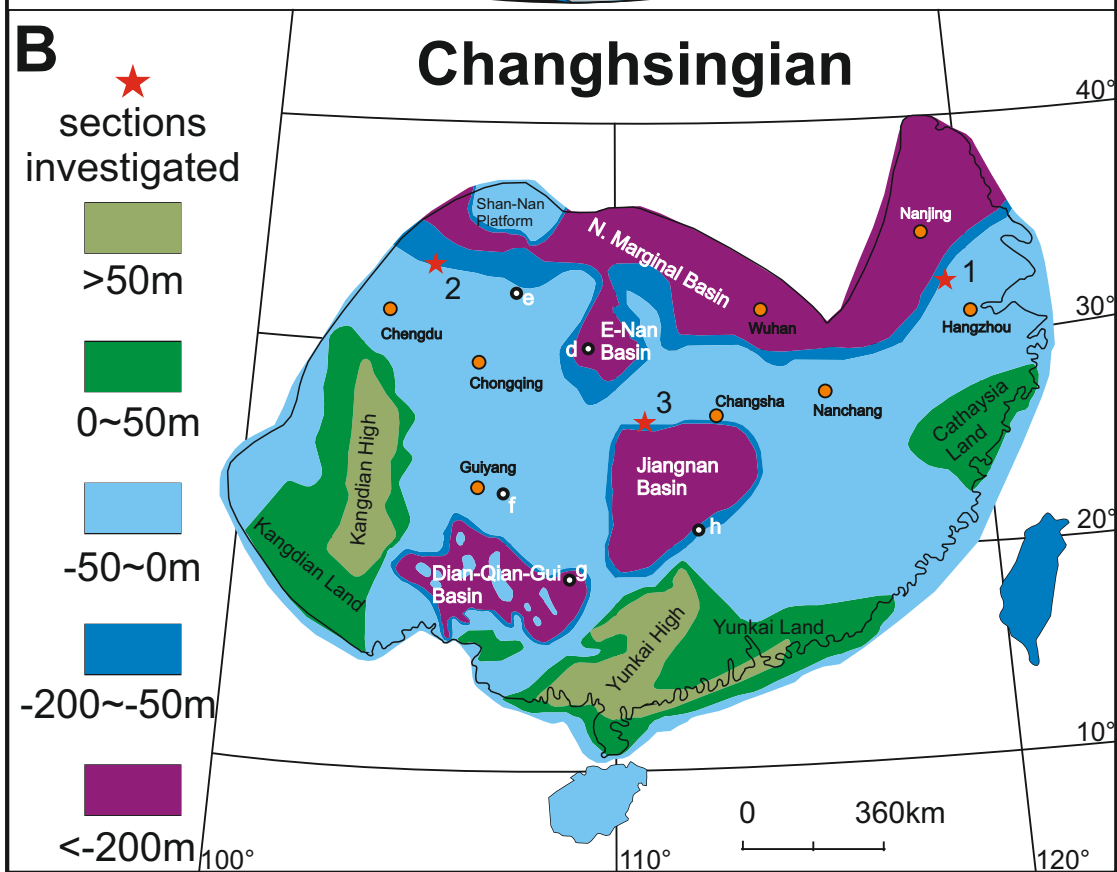 B
Changhsingian
sections
investigated
>50m
0~50m
-50~0m
-200~-50m
<-200m
40°
30°
20°
10°
100°
110°
120°
Shan-Nan
Platform
N. Marginal Basin
Nanjing
1
2
e
Chengdu
E-Nan
Basin
d
Wuhan
Hangzhou
Chongqing
3
Changsha
Nanchang
Cathaysia
Land
Kangdian High
Guiyang
f
Jiangnan
Basin
h
Kangdian Land
Dian-Qian-Gui
Basin
g
Yunkai High
Yunkai Land
0
360km